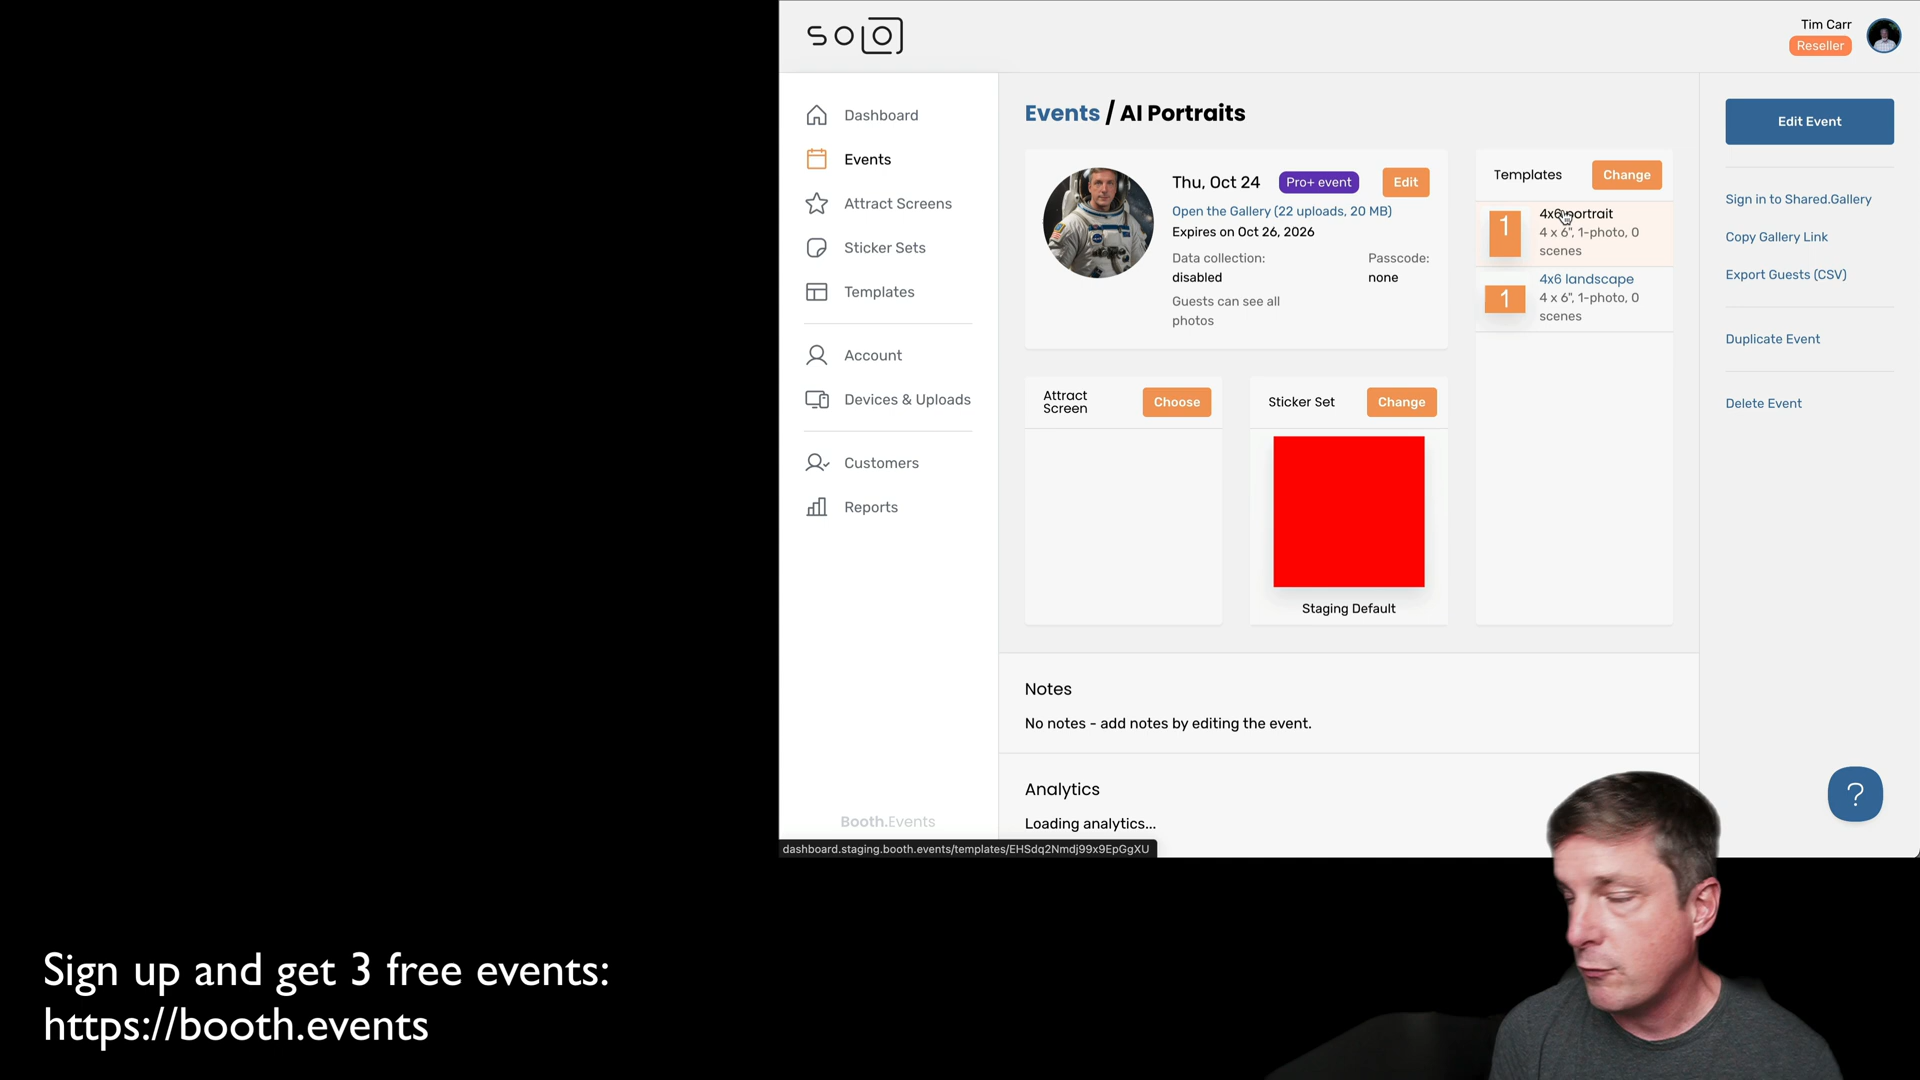 SOLO
Tim Carr
Reseller
Dashboard
Events
Attract Screens
Sticker Sets
Templates
Account
Devices & Uploads
Customers
Reports
Booth.Events
Events / AI Portraits
Thu, Oct 24
Pro+ event
Edit
Open the Gallery (22 uploads, 20 MB)
Expires on Oct 26, 2026
Data collection:
disabled
Passcode:
none
Guests can see all
photos
Templates
Change
1
4x6 portrait
4 x 6", 1-photo, 0
scenes
1
4x6 landscape
4 x 6", 1-photo, 0
scenes
Attract
Screen
Choose
Sticker Set
Change
Staging Default
Notes
No notes - add notes by editing the event.
Analytics
Loading analytics...
Edit Event
Sign in to Shared.Gallery
Copy Gallery Link
Export Guests (CSV)
Duplicate Event
Delete Event
?
dashboard.staging.booth.events/templates/EHSdq2Nmdj99x9EpGgXU
Sign up and get 3 free events:
https://booth.events